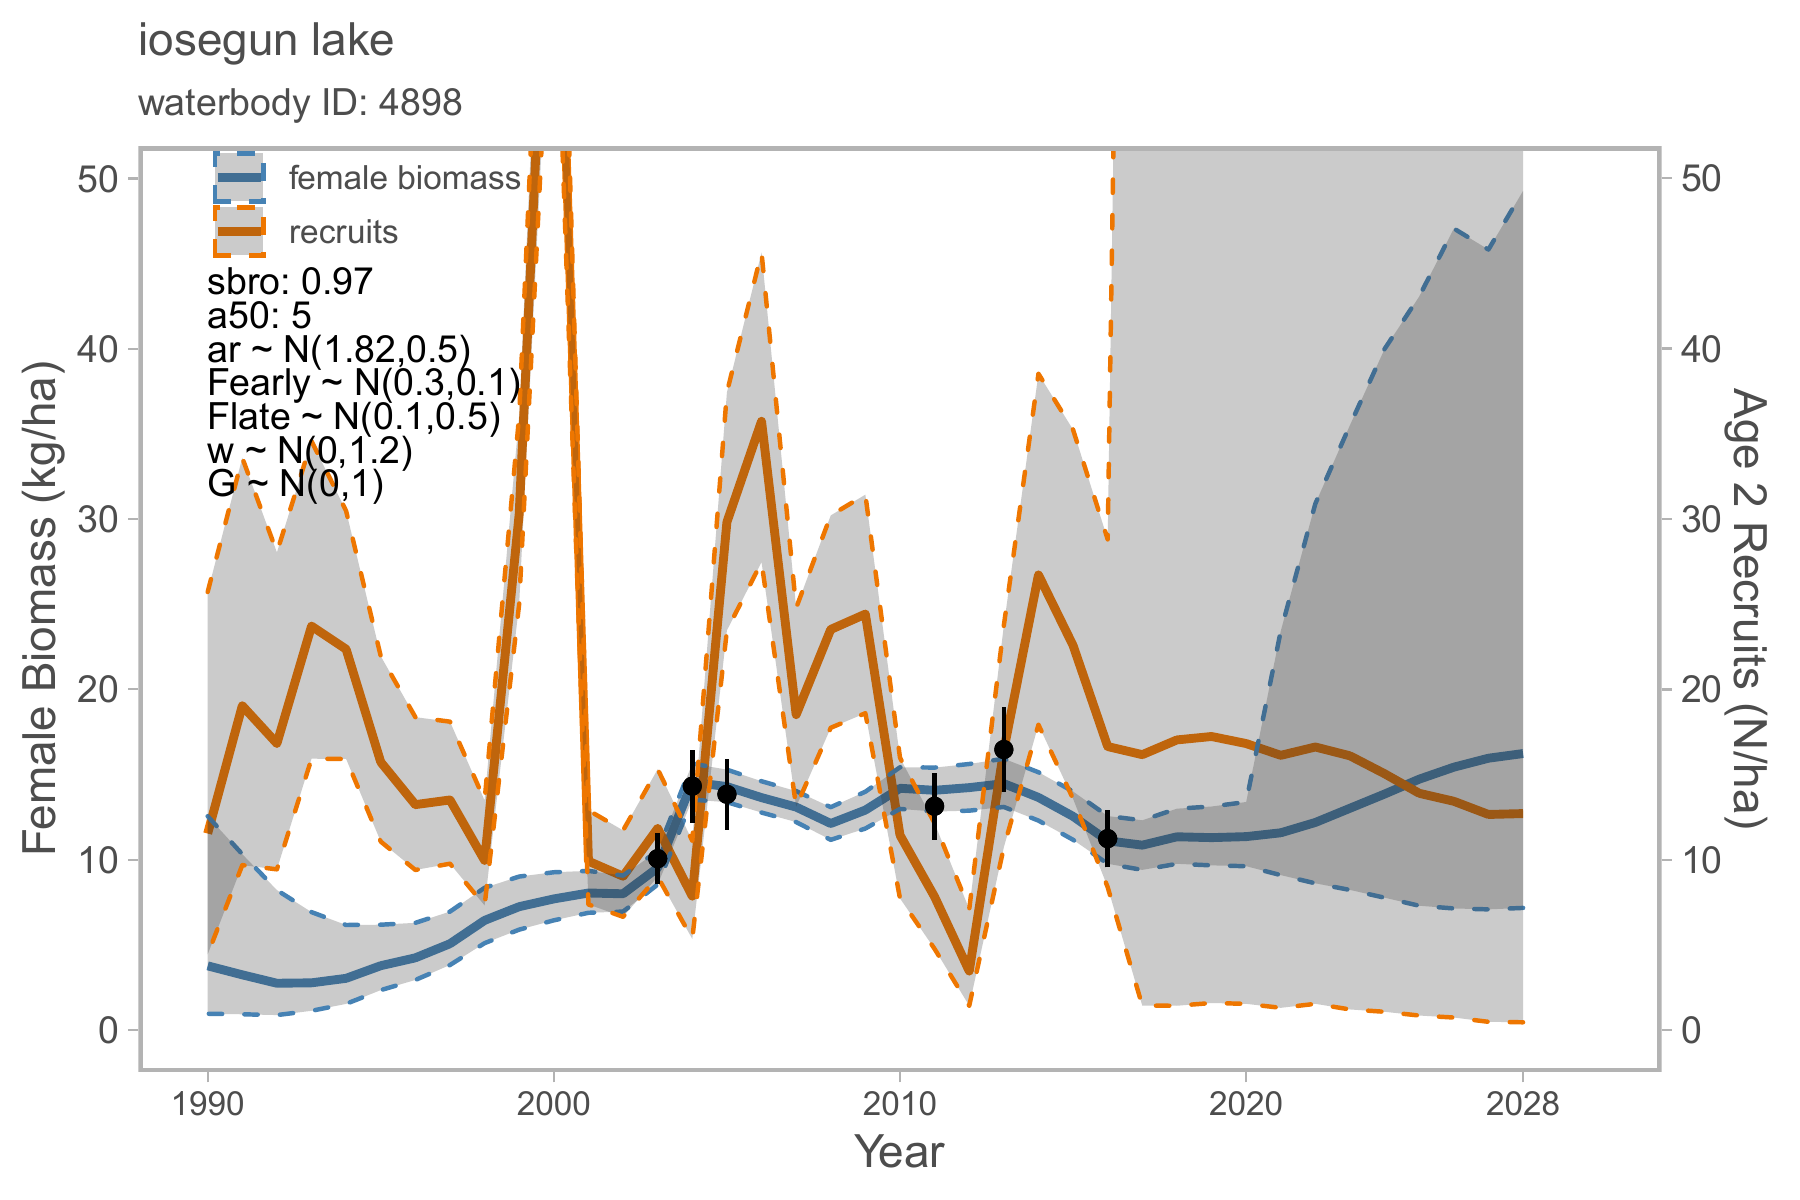 iosegun lake
waterbody ID: 4898
female biomass
recruits
sbro: 0.97
a50: 5
ar ~ N(1.82,0.5)
Fearly ~ N(0.3,0.1)
Flate ~ N(0.1,0.5)
w ~ N(0,1.2)
G ~ N(0,1)
Female Biomass (kg/ha)
50
40
30
20
10
0
50
40
30
20
10
0
Age 2 Recruits (N/ha)
1990
2000
2010
2020
2028
Year